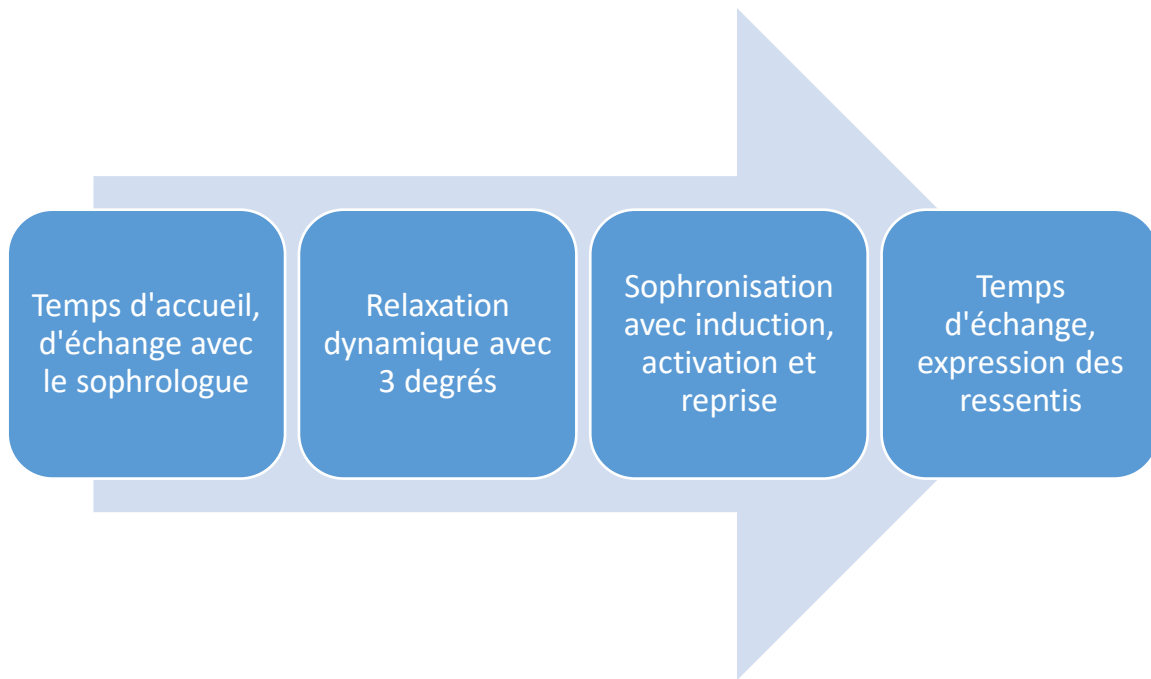 Temps d'accueil,
d'échange avec
le sophrologue
Relaxation
dynamique avec
3 degrés
Sophronisation
avec induction,
activation et
reprise
Temps
d'échange,
expression des
ressentis